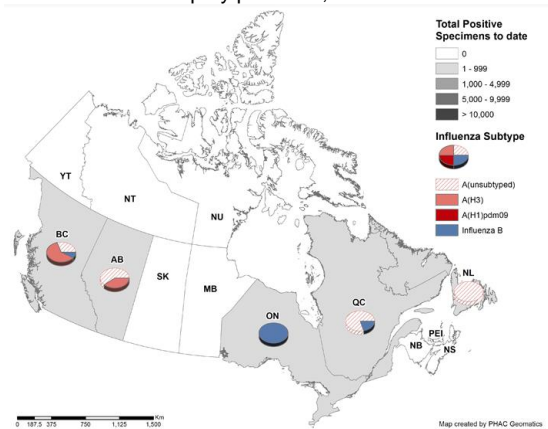 Total Positive
Specimens to date
0
1 - 999
1,000 - 4,999
5,000 - 9,999
> 10,000
Influenza Subtype
A(unsubtyped)
A(H3)
A(H1)pdm09
Influenza B
YT
NT
NU
BC
AB
SK
MB
ON
QC
NL
PEI
NB
NS
Km
0 187.5 375 750 1,125 1,500
Map created by PHAC Geomatics